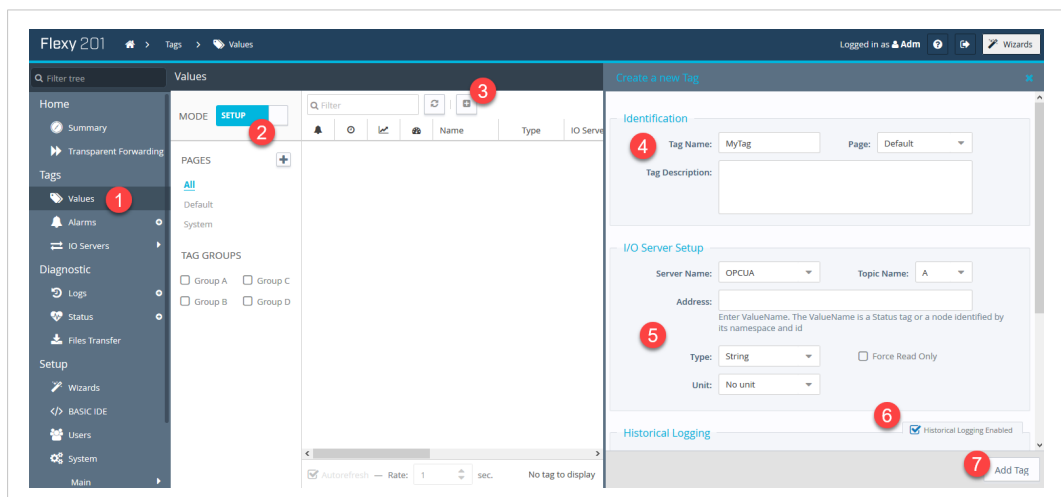 Flexy 201 > Tags > Values
Logged in as Adm
Wizards
Filter tree
Home
Summary
Transparent Forwarding
Tags
Values
1
Alarms
IO Servers
Diagnostic
Logs
Status
Files Transfer
Setup
Wizards
</> BASIC IDE
Users
System
Main
Values
MODE SETUP
2
PAGES
All
Default
System
TAG GROUPS
Group A Group C
Group B Group D
Filter
3
Name Type IO Serve
Autorefresh — Rate: 1 sec. No tag to display
Create a new Tag
Identification
4
Tag Name: MyTag Page: Default
Tag Description:
I/O Server Setup
Server Name: OPCUA Topic Name: A
Address:
Enter ValueName. The ValueName is a Status tag or a node identified by
its namespace and id
5
Type: String Force Read Only
Unit: No unit
6
Historical Logging Historical Logging Enabled
7 Add Tag